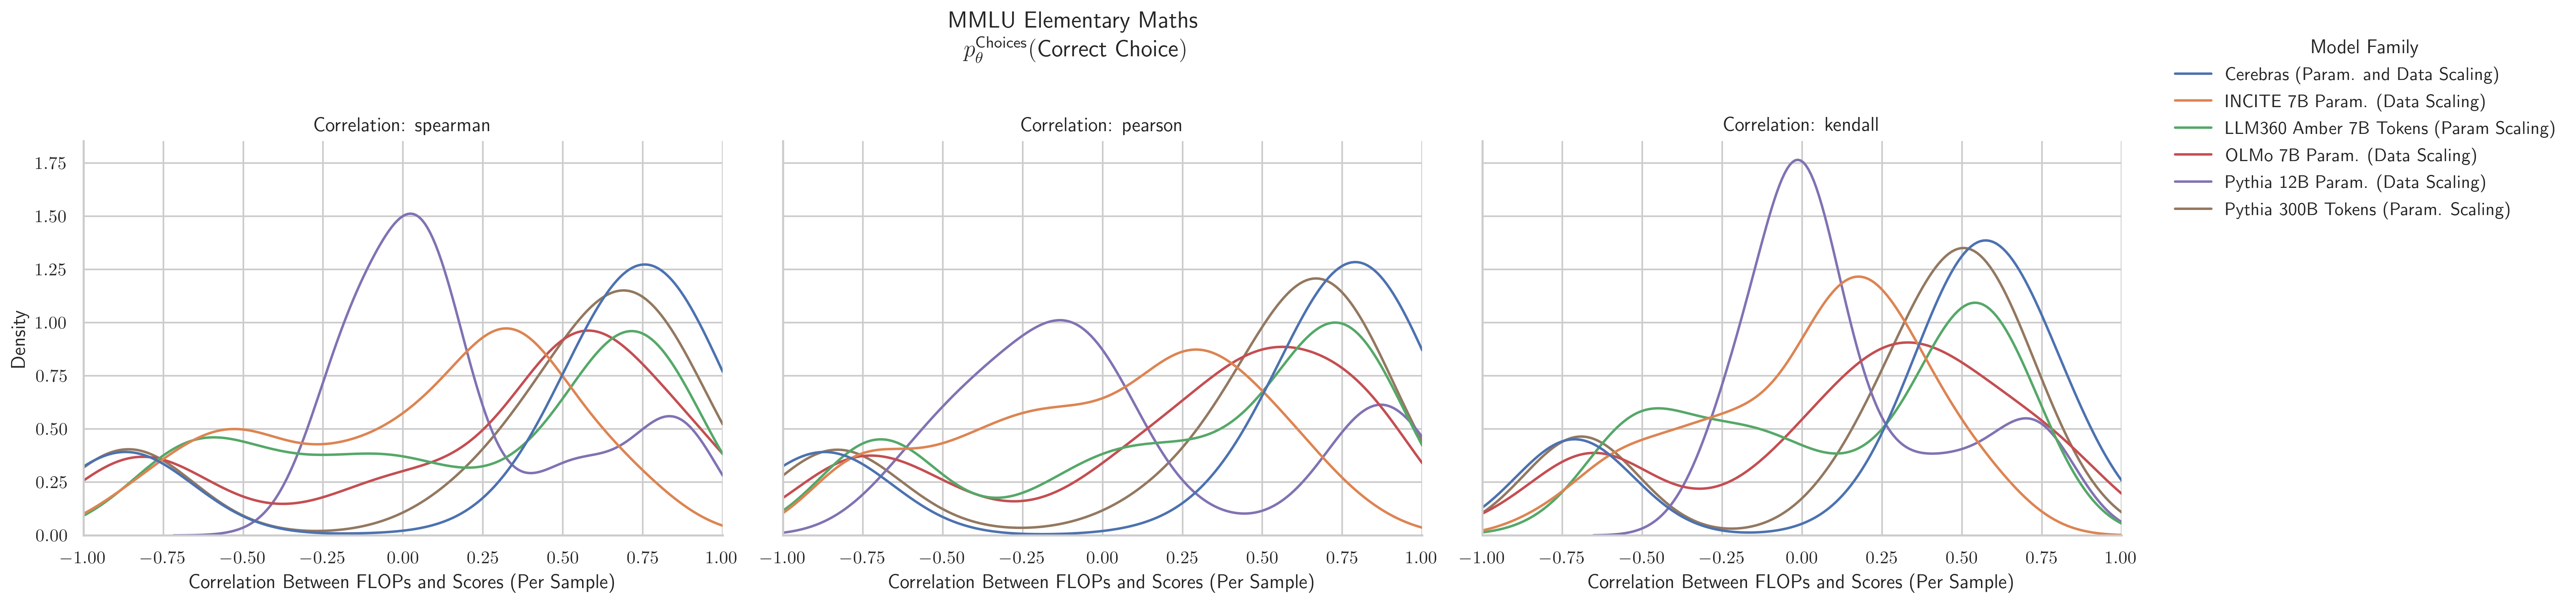 MMLU Elementary Maths
p_θ^Choices(Correct Choice)
Model Family
Cerebras (Param. and Data Scaling)
INCITE 7B Param. (Data Scaling)
LLM360 Amber 7B Tokens (Param Scaling)
OLMo 7B Param. (Data Scaling)
Pythia 12B Param. (Data Scaling)
Pythia 300B Tokens (Param. Scaling)
Correlation: spearman
Correlation: pearson
Correlation: kendall
Density
1.75
1.50
1.25
1.00
0.75
0.50
0.25
0.00
−1.00 −0.75 −0.50 −0.25 0.00 0.25 0.50 0.75 1.00
−1.00 −0.75 −0.50 −0.25 0.00 0.25 0.50 0.75 1.00
−1.00 −0.75 −0.50 −0.25 0.00 0.25 0.50 0.75 1.00
Correlation Between FLOPs and Scores (Per Sample)
Correlation Between FLOPs and Scores (Per Sample)
Correlation Between FLOPs and Scores (Per Sample)